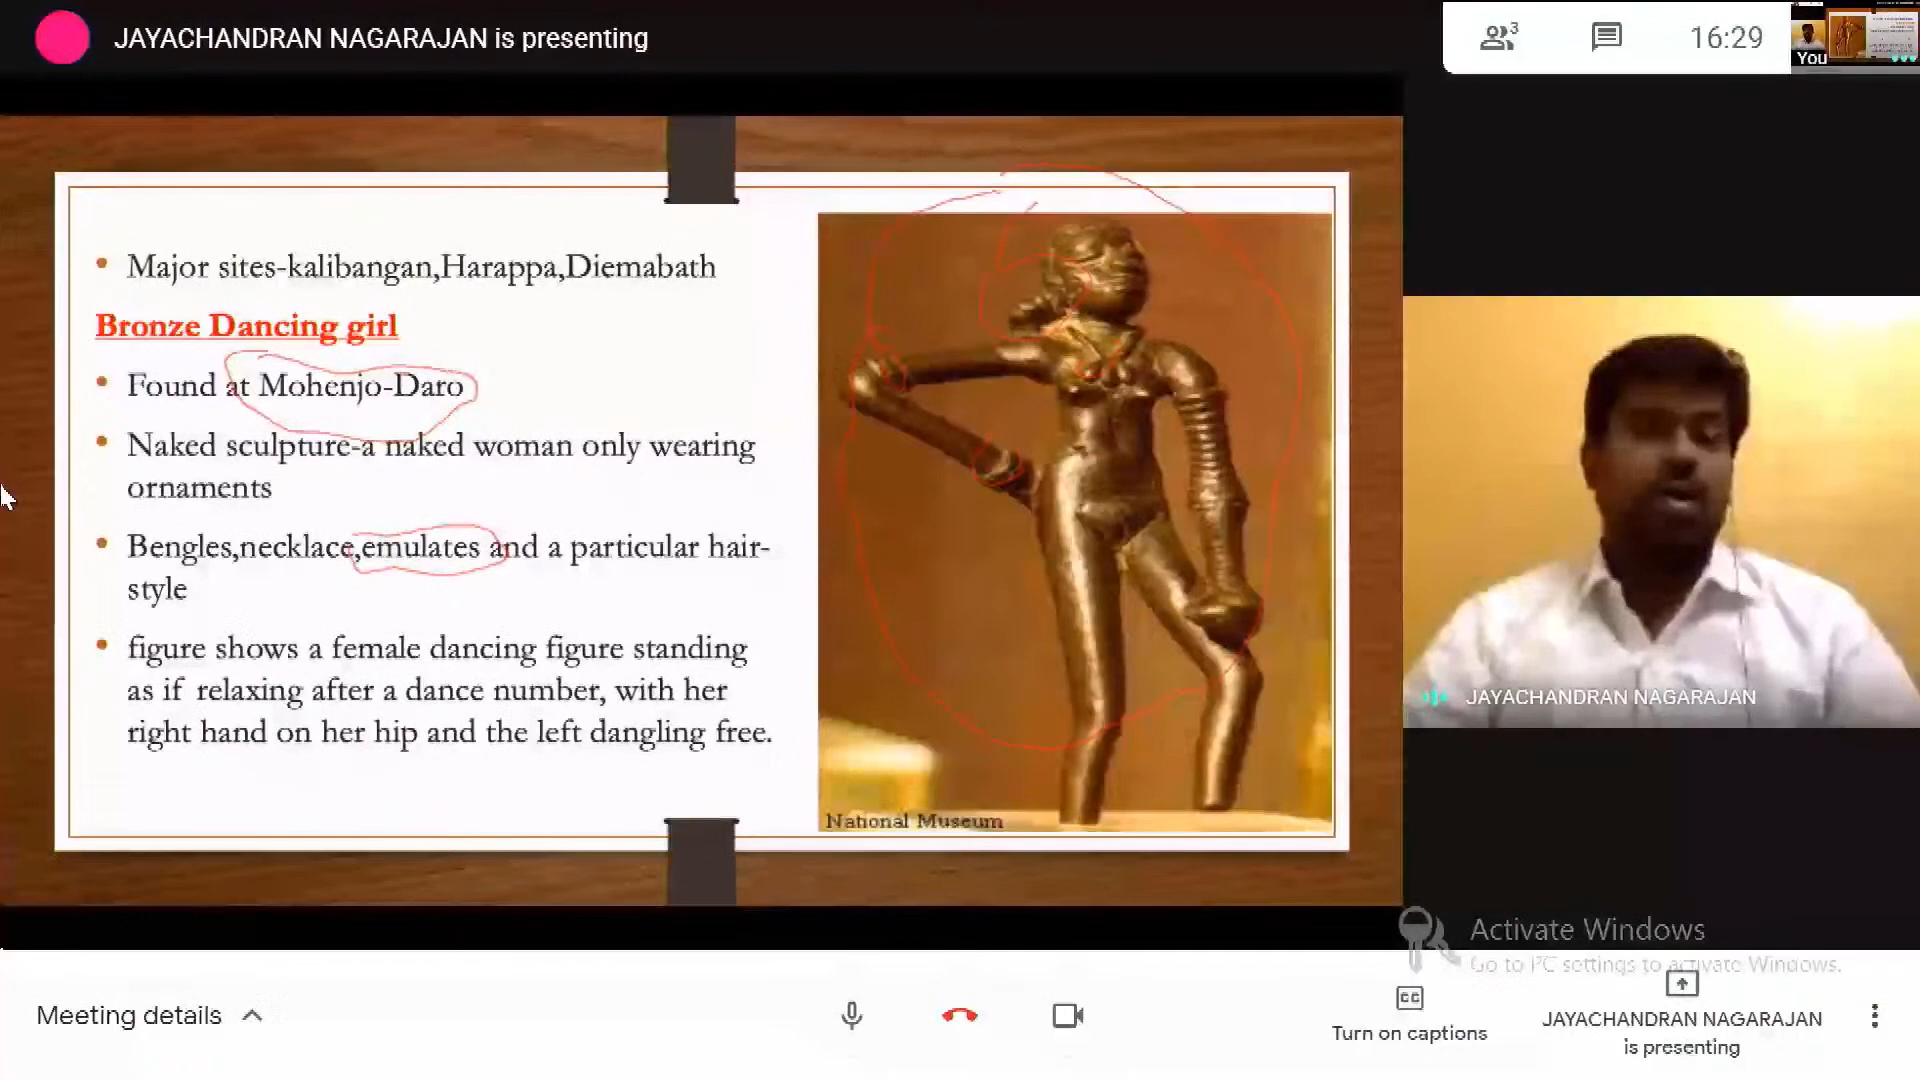 JAYACHANDRAN NAGARAJAN is presenting
3
16:29
You
• Major sites-kalibangan,Harappa,Diemabath
Bronze Dancing girl
• Found at Mohenjo-Daro
• Naked sculpture-a naked woman only wearing
ornaments
• Bengles,necklace,emulates and a particular hair-
style
• figure shows a female dancing figure standing
as if relaxing after a dance number, with her
right hand on her hip and the left dangling free.
National Museum
JAYACHANDRAN NAGARAJAN
Activate Windows
Go to PC settings to activate Windows.
Meeting details
CC
Turn on captions
JAYACHANDRAN NAGARAJAN
is presenting